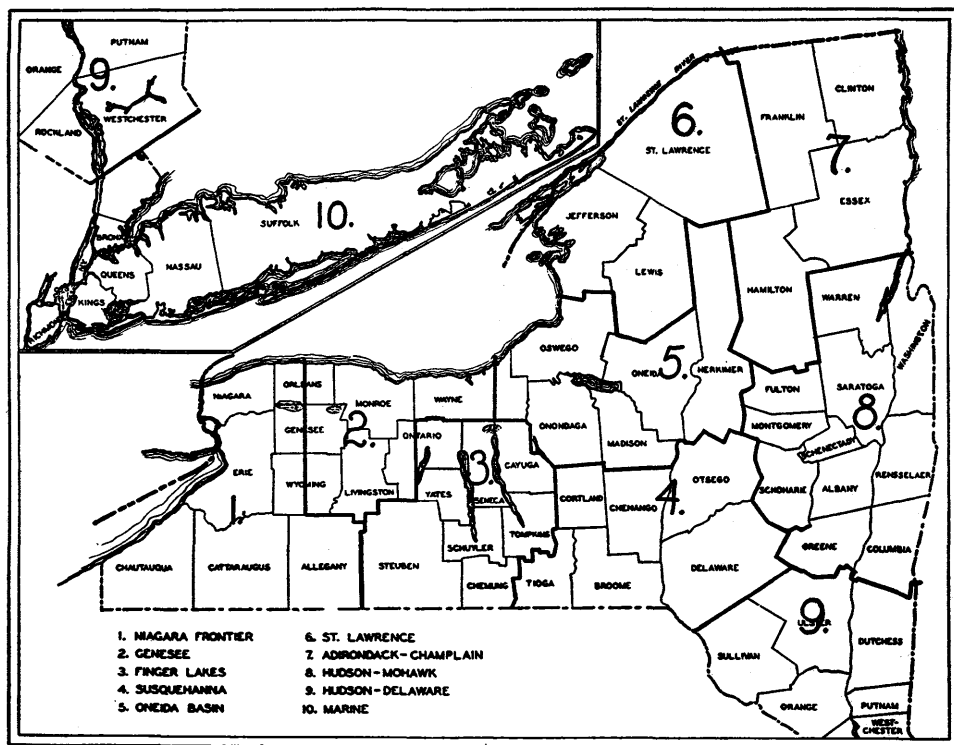 PUTNAM
ORANGE
9.
WESTCHESTER
ROCKLAND
SUFFOLK
10.
BRONX
NASSAU
QUEENS
KINGS
RICHMOND
ST. LAWRENCE RIVER
6.
ST. LAWRENCE
FRANKLIN
CLINTON
7.
ESSEX
JEFFERSON
LEWIS
HAMILTON
WARREN
WASHINGTON
OSWEGO
ONEIDA
5.
HERKIMER
FULTON
SARATOGA
8.
MONTGOMERY
SCHENECTADY
NIAGARA
ORLEANS
MONROE
WAYNE
GENESEE
2.
ONTARIO
ONONDAGA
MADISON
ERIE
1.
WYOMING
LIVINGSTON
3.
YATES
SENECA
CAYUGA
CORTLAND
CHENANGO
4.
OTSEGO
SCHOHARIE
ALBANY
RENSSELAER
CHAUTAUQUA
CATTARAUGUS
ALLEGANY
STEUBEN
SCHUYLER
TOMPKINS
CHEMUNG
TIOGA
BROOME
DELAWARE
GREENE
COLUMBIA
9.
ULSTER
SULLIVAN
DUTCHESS
ORANGE
PUTNAM
WEST-
CHESTER
1. NIAGARA FRONTIER
2. GENESEE
3. FINGER LAKES
4. SUSQUEHANNA
5. ONEIDA BASIN
6. ST. LAWRENCE
7. ADIRONDACK-CHAMPLAIN
8. HUDSON-MOHAWK
9. HUDSON-DELAWARE
10. MARINE